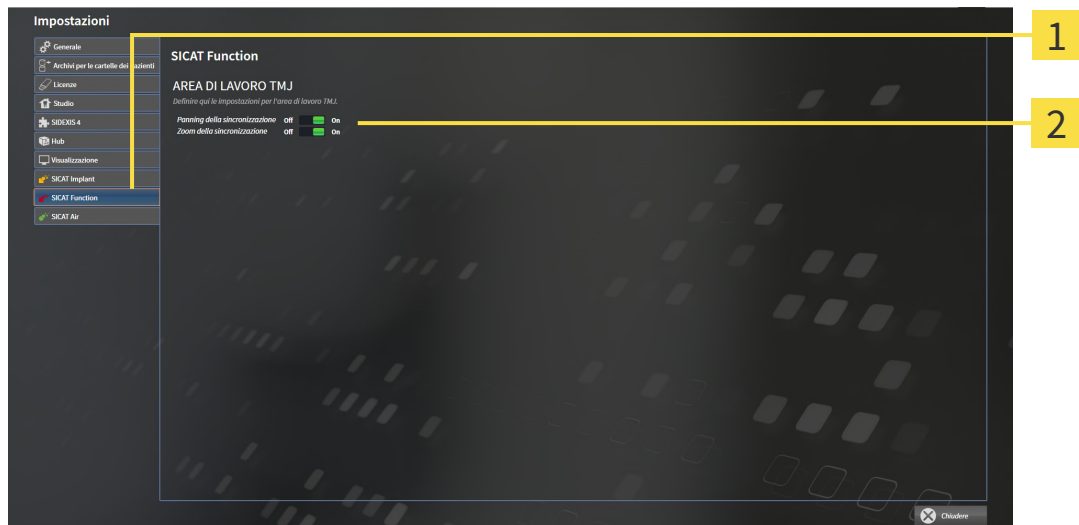 Impostazioni
Generale
Archivi per le cartelle dei pazienti
Licenze
Studio
SIDEXIS 4
Hub
Visualizzazione
SICAT Implant
SICAT Function
SICAT Air
SICAT Function
AREA DI LAVORO TMJ
Definire qui le impostazioni per l'area di lavoro TMJ.
Panning della sincronizzazione Off On
Zoom della sincronizzazione Off On
Chiudere
1
2